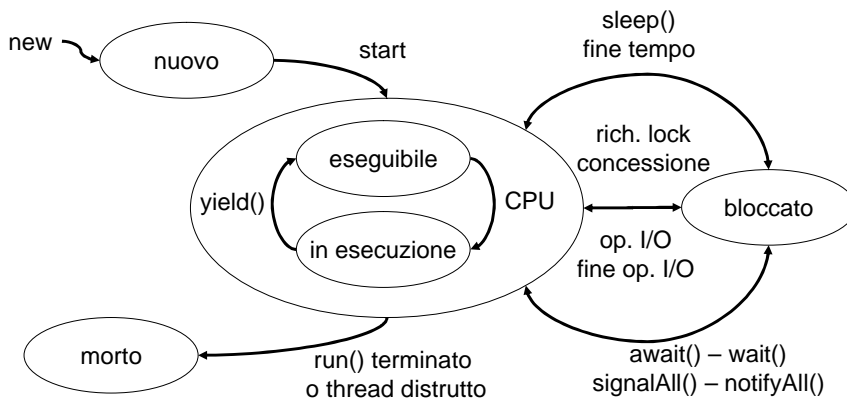 new
nuovo
start
sleep()
fine tempo
eseguibile
rich. lock
concessione
yield()
CPU
bloccato
in esecuzione
op. I/O
fine op. I/O
morto
run() terminato
o thread distrutto
await() – wait()
signalAll() – notifyAll()